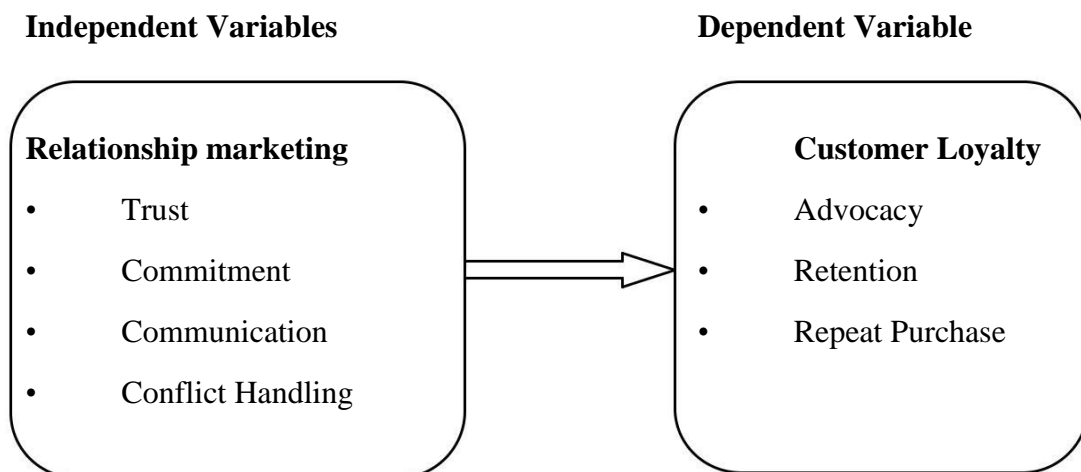 Independent Variables
Dependent Variable
Relationship marketing
• Trust
• Commitment
• Communication
• Conflict Handling
Customer Loyalty
• Advocacy
• Retention
• Repeat Purchase